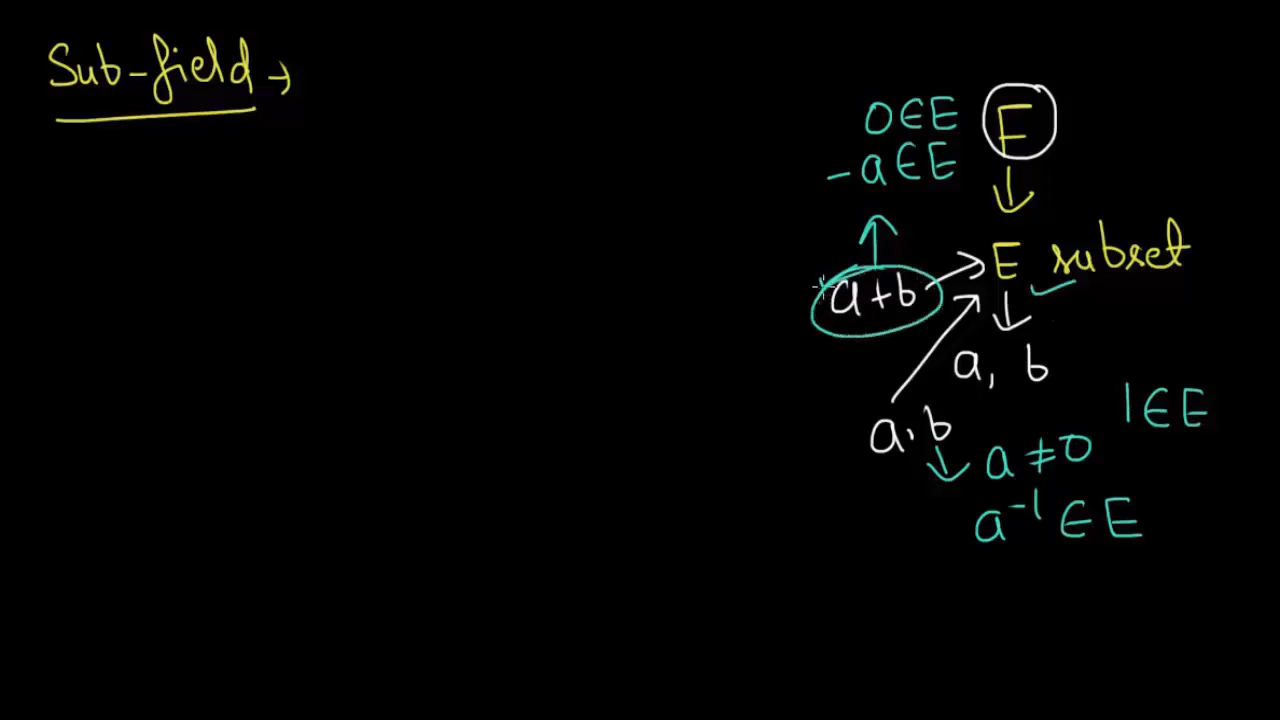 Sub-field →
0 ∈ E
F
-a ∈ E
↓
↑
E subset
a+b →
↓
a, b
a·b
1 ∈ E
↓ a ≠ 0
a⁻¹ ∈ E